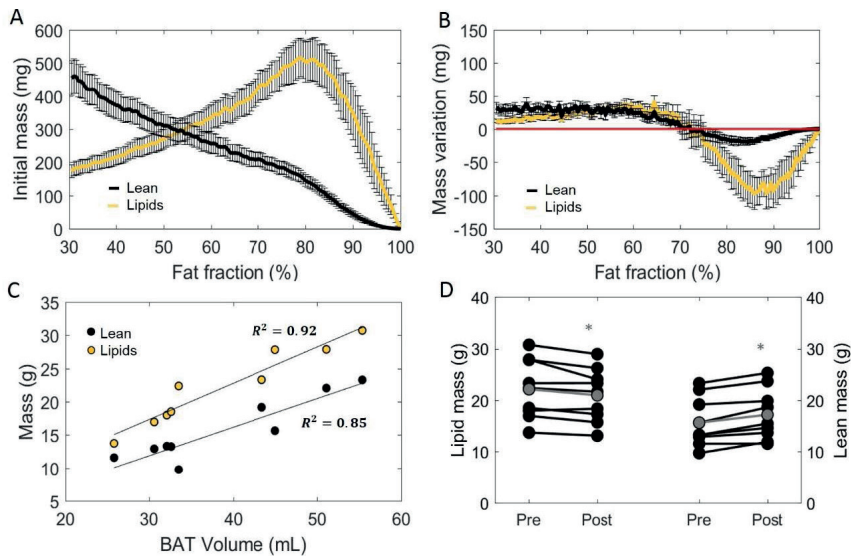 A
600
500
400
300
200
100
0
Initial mass (mg)
Lean
Lipids
30 40 50 60 70 80 90 100
Fat fraction (%)
B
150
100
50
0
-50
-100
-150
Mass variation (mg)
Lean
Lipids
30 40 50 60 70 80 90 100
Fat fraction (%)
C
35
30
25
20
15
10
5
0
Mass (g)
Lean
Lipids
R² = 0.92
R² = 0.85
20 30 40 50 60
BAT Volume (mL)
D
40
30
20
10
0
Lipid mass (g)
*
*
40
30
20
10
0
Lean mass (g)
Pre Post Pre Post